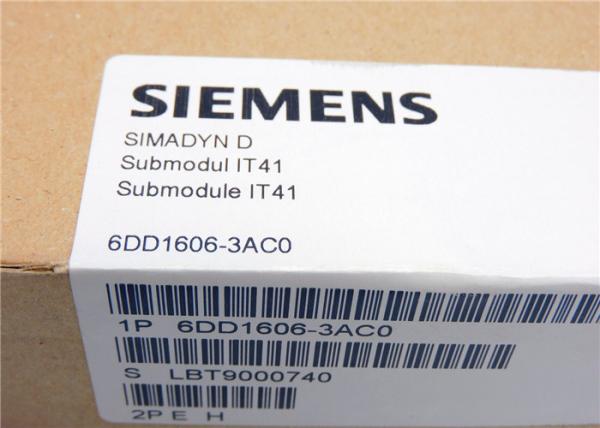 SIEMENS
SIMADYN D
Submodul IT41
Submodule IT41
6DD1606-3AC0
1P 6DD1606-3AC0
S LBT9000740
2P E H